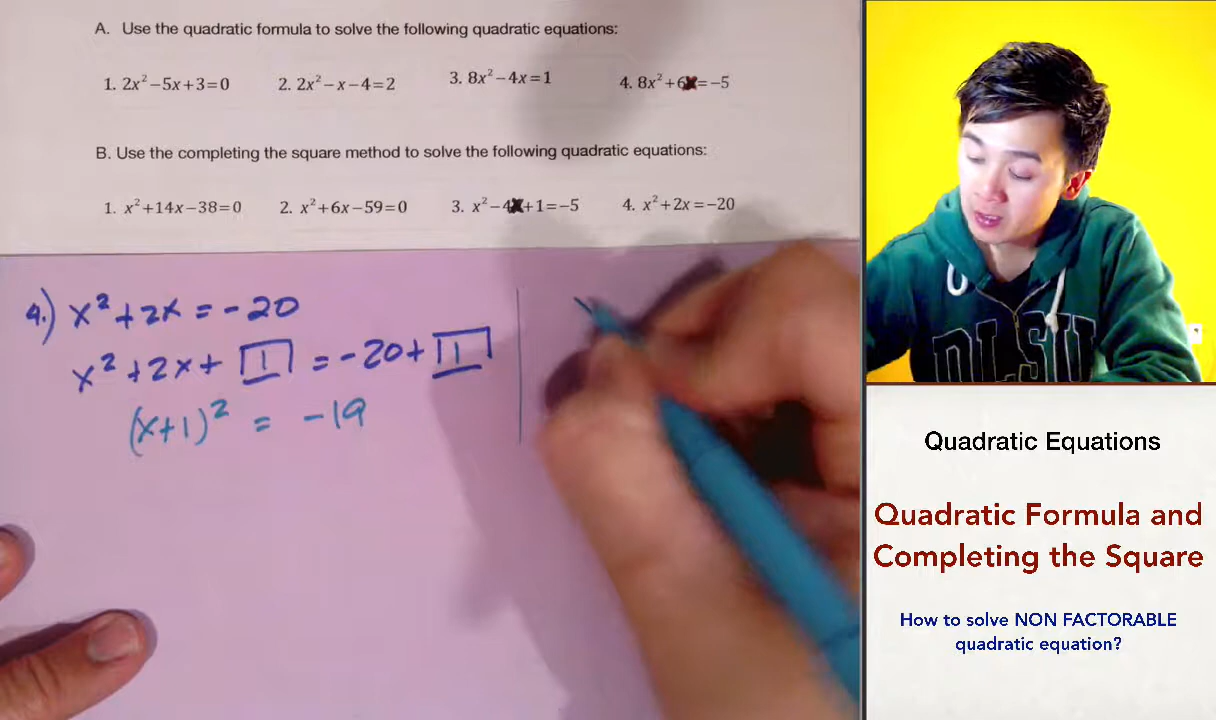 A. Use the quadratic formula to solve the following quadratic equations:
1. 2x²−5x+3=0 2. 2x²−x−4=2 3. 8x²−4x=1 4. 8x²+6x=−5
B. Use the completing the square method to solve the following quadratic equations:
1. x²+14x−38=0 2. x²+6x−59=0 3. x²−4x+1=−5 4. x²+2x=−20
4.) x²+2x = -20
x²+2x+ 1 = -20+ 1
(x+1)² = -19
DLSU
Quadratic Equations
Quadratic Formula and
Completing the Square
How to solve NON FACTORABLE
quadratic equation?